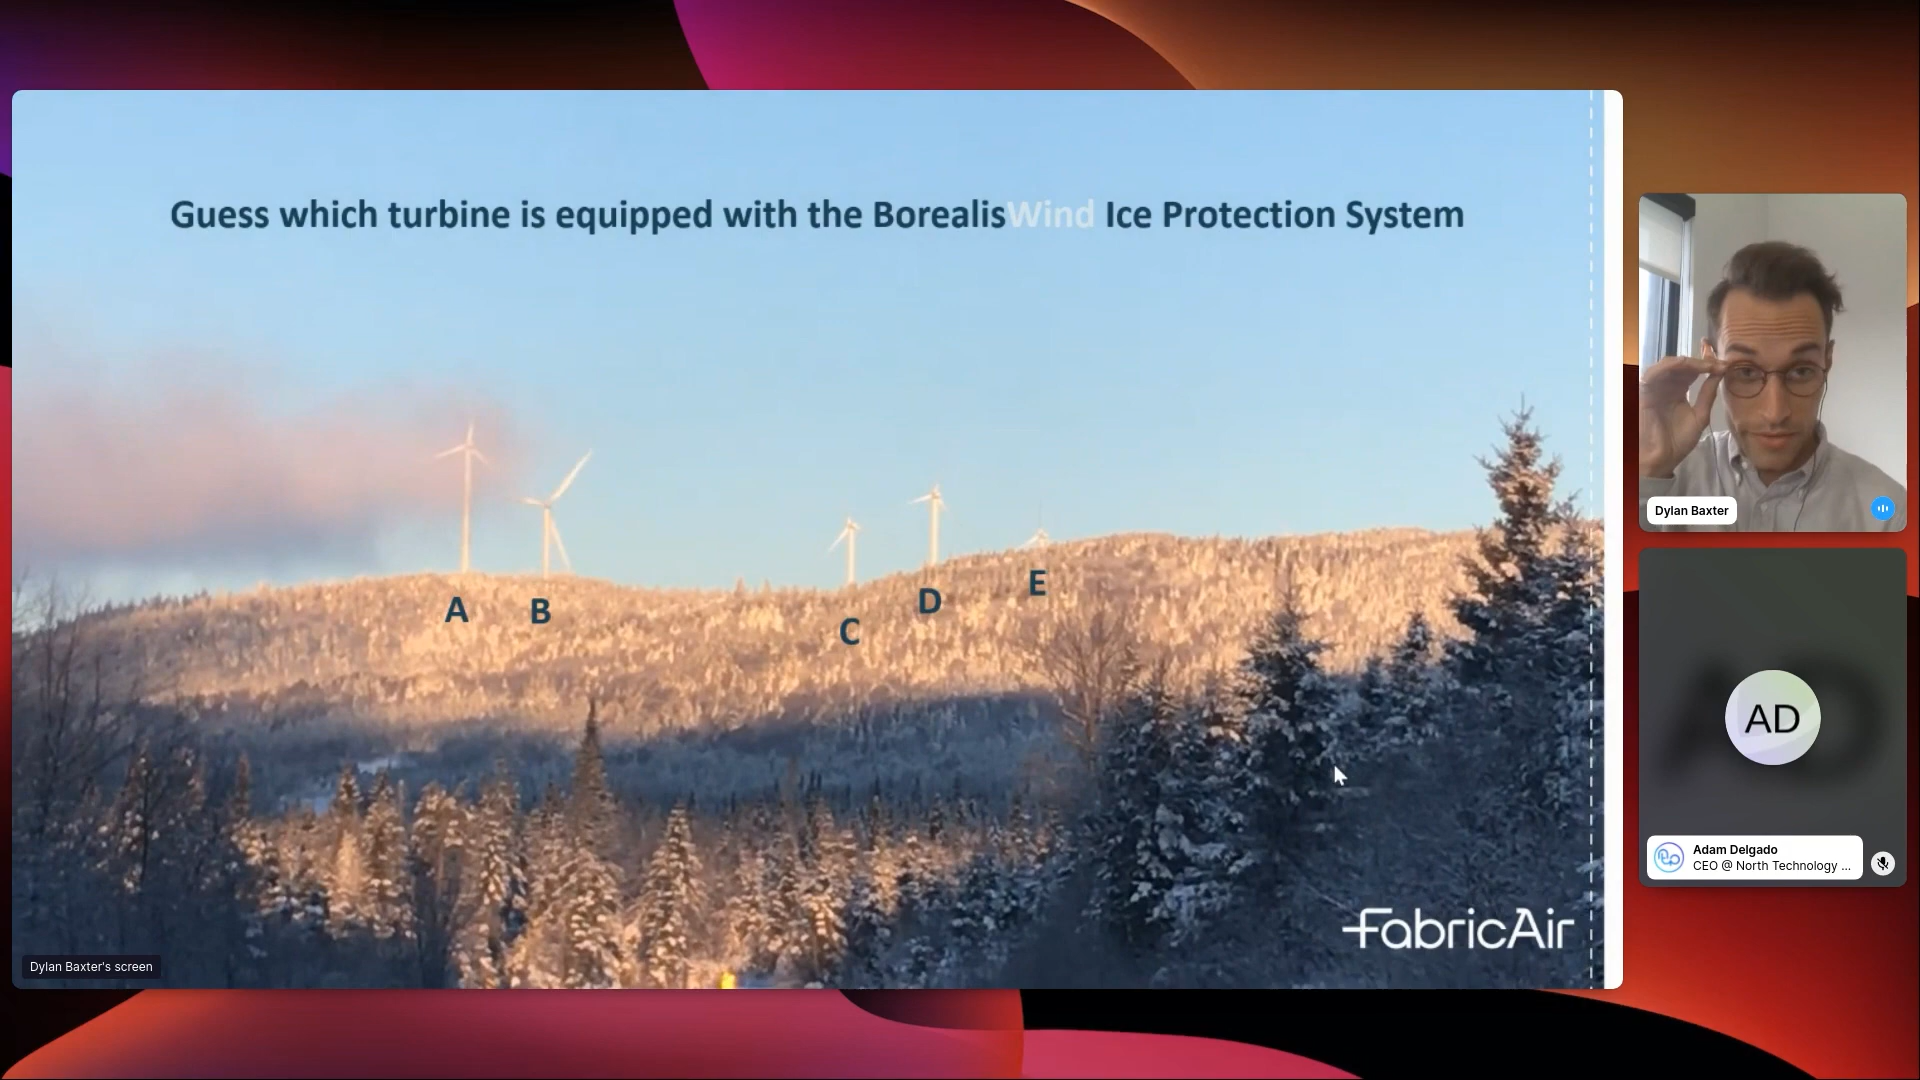 Guess which turbine is equipped with the BorealisWind Ice Protection System
A
B
C
D
E
FabricAir
Dylan Baxter's screen
Dylan Baxter
AD
Adam Delgado
CEO @ North Technology ...